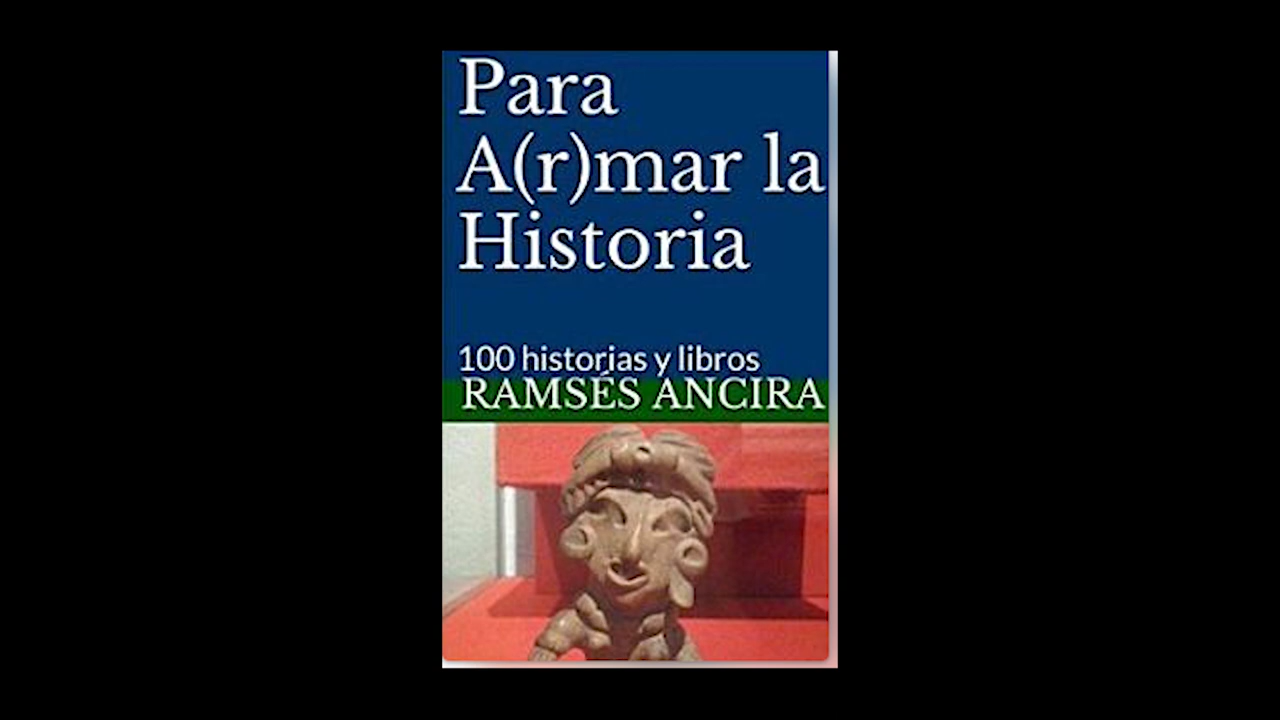 Para
A(r)mar la
Historia
100 historias y libros
RAMSÉS ANCIRA